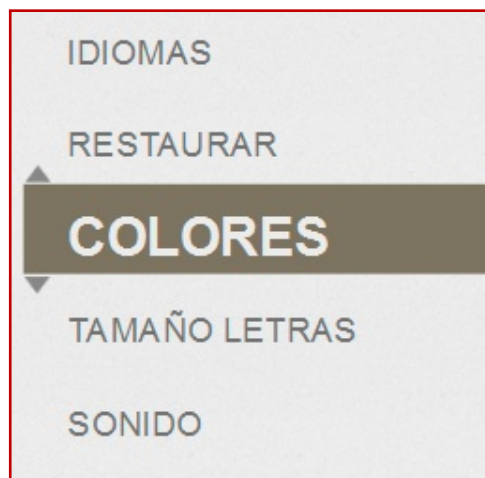 IDIOMAS
RESTAURAR
COLORES
TAMAÑO LETRAS
SONIDO